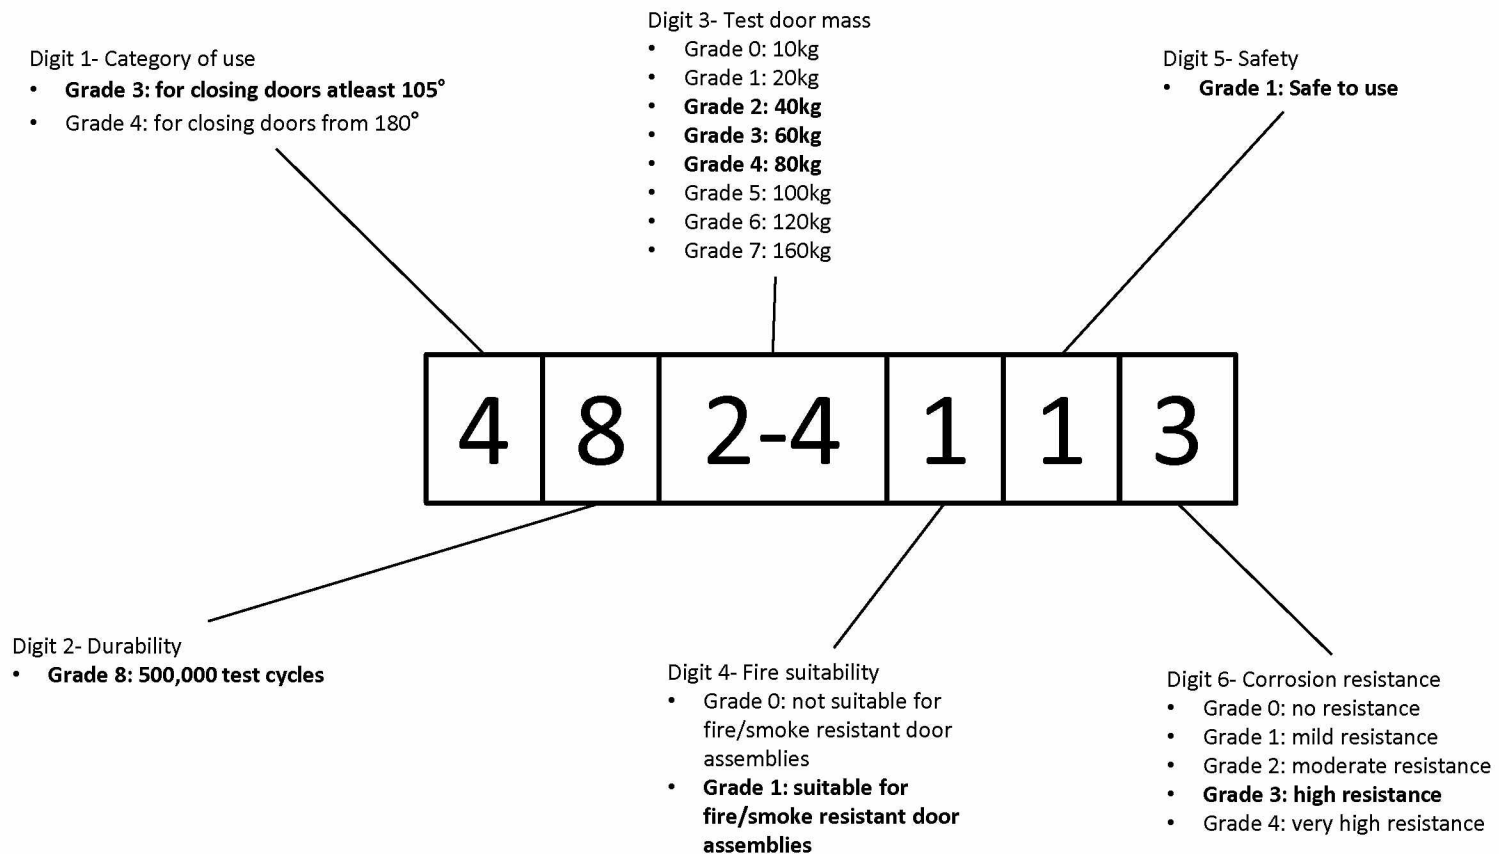 Digit 1- Category of use
• Grade 3: for closing doors atleast 105°
• Grade 4: for closing doors from 180°
Digit 3- Test door mass
• Grade 0: 10kg
• Grade 1: 20kg
• Grade 2: 40kg
• Grade 3: 60kg
• Grade 4: 80kg
• Grade 5: 100kg
• Grade 6: 120kg
• Grade 7: 160kg
Digit 5- Safety
• Grade 1: Safe to use
4 8 2-4 1 1 3
Digit 2- Durability
• Grade 8: 500,000 test cycles
Digit 4- Fire suitability
• Grade 0: not suitable for
fire/smoke resistant door
assemblies
• Grade 1: suitable for
fire/smoke resistant door
assemblies
Digit 6- Corrosion resistance
• Grade 0: no resistance
• Grade 1: mild resistance
• Grade 2: moderate resistance
• Grade 3: high resistance
• Grade 4: very high resistance